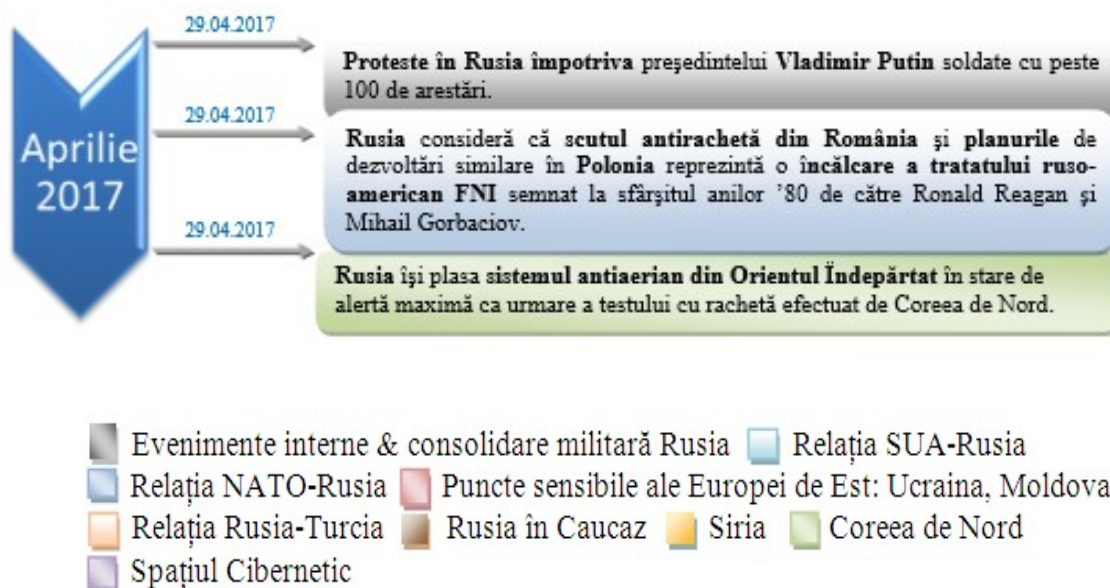 29.04.2017
Proteste în Rusia împotriva preşedintelui Vladimir Putin soldate cu peste
100 de arestări.
Aprilie
2017
29.04.2017
Rusia consideră că scutul antirachetă din România şi planurile de
dezvoltări similare în Polonia reprezintă o încălcare a tratatului ruso-
american FNI semnat la sfârşitul anilor ’80 de către Ronald Reagan şi
Mihail Gorbaciov.
29.04.2017
Rusia îşi plasa sistemul antiaerian din Orientul Îndepărtat în stare de
alertă maximă ca urmare a testului cu rachetă efectuat de Coreea de Nord.
Evenimente interne & consolidare militară Rusia Relația SUA-Rusia
Relația NATO-Rusia Puncte sensibile ale Europei de Est: Ucraina, Moldova
Relația Rusia-Turcia Rusia în Caucaz Siria Coreea de Nord
Spațiul Cibernetic